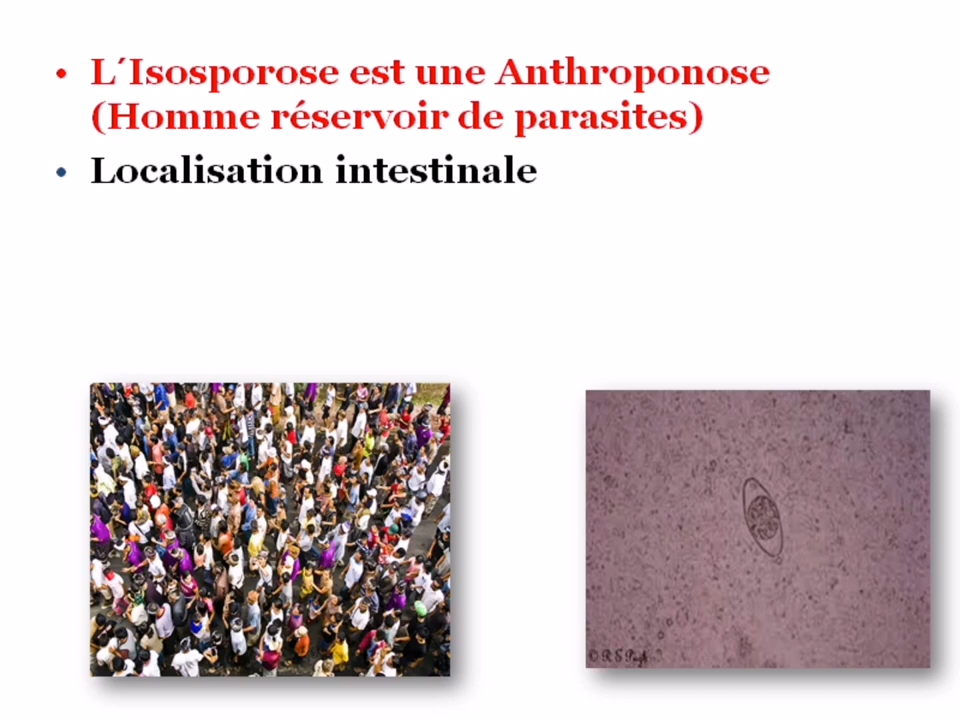 • L´Isosporose est une Anthroponose
(Homme réservoir de parasites)
• Localisation intestinale